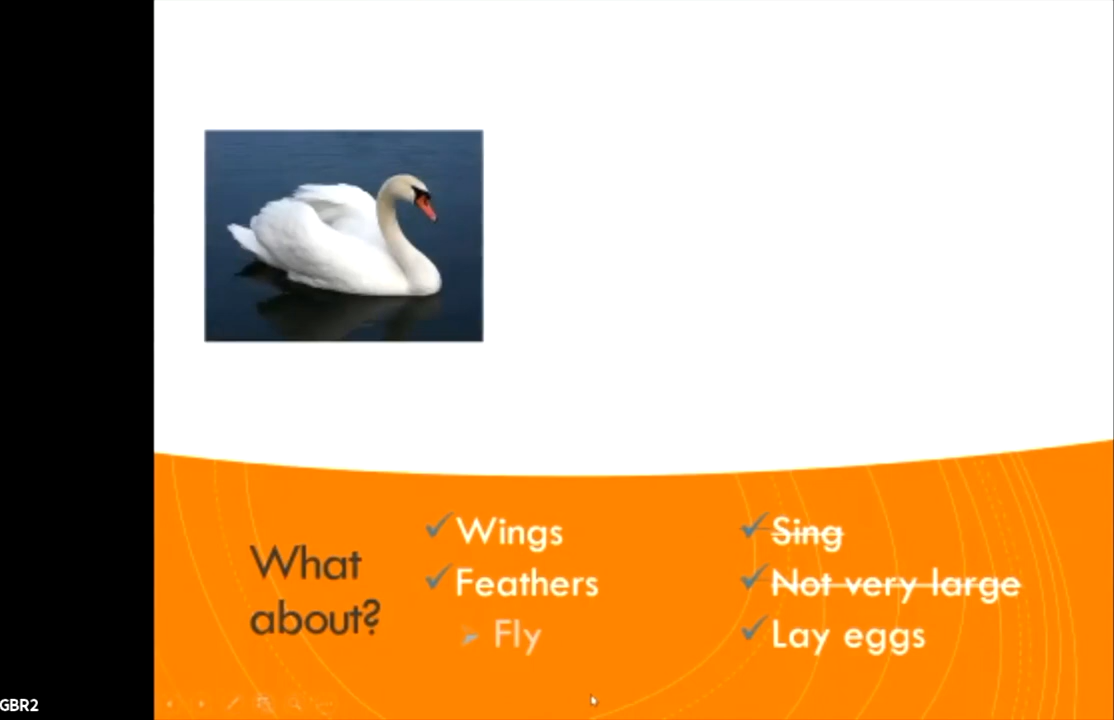 What
about?
Wings
Feathers
Fly
Sing
Not very large
Lay eggs
GBR2